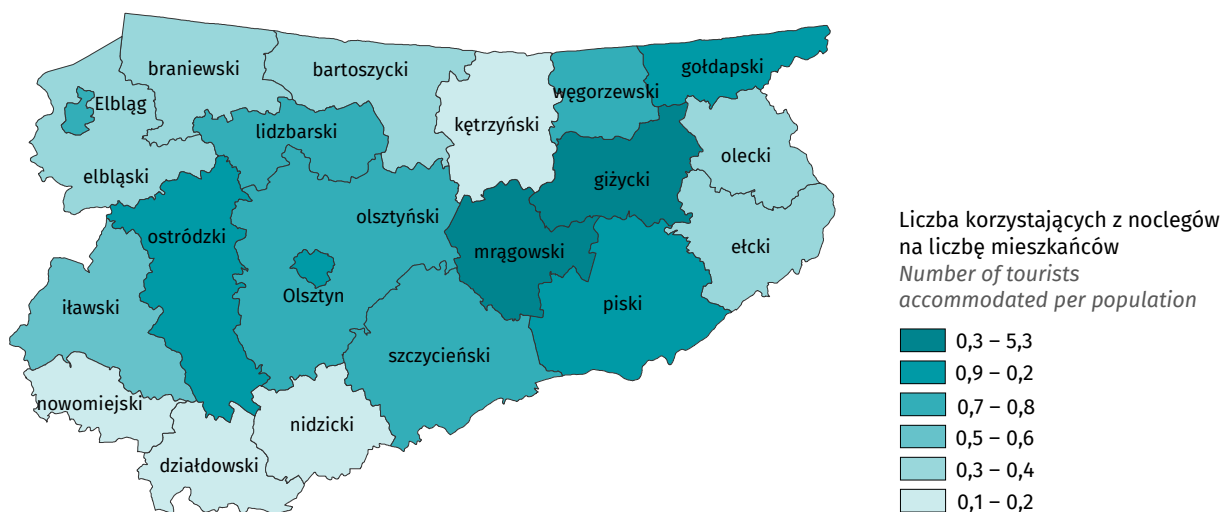 braniewski
bartoszycki
gołdapski
Elbląg
węgorzewski
lidzbarski
kętrzyński
olecki
elbląski
giżycki
olsztyński
ostródzki
mrągowski
ełcki
Olsztyn
iławski
piski
szczycieński
nowomiejski
nidzicki
działdowski
Liczba korzystających z noclegów
na liczbę mieszkańców
Number of tourists
accommodated per population
0,3 – 5,3
0,9 – 0,2
0,7 – 0,8
0,5 – 0,6
0,3 – 0,4
0,1 – 0,2